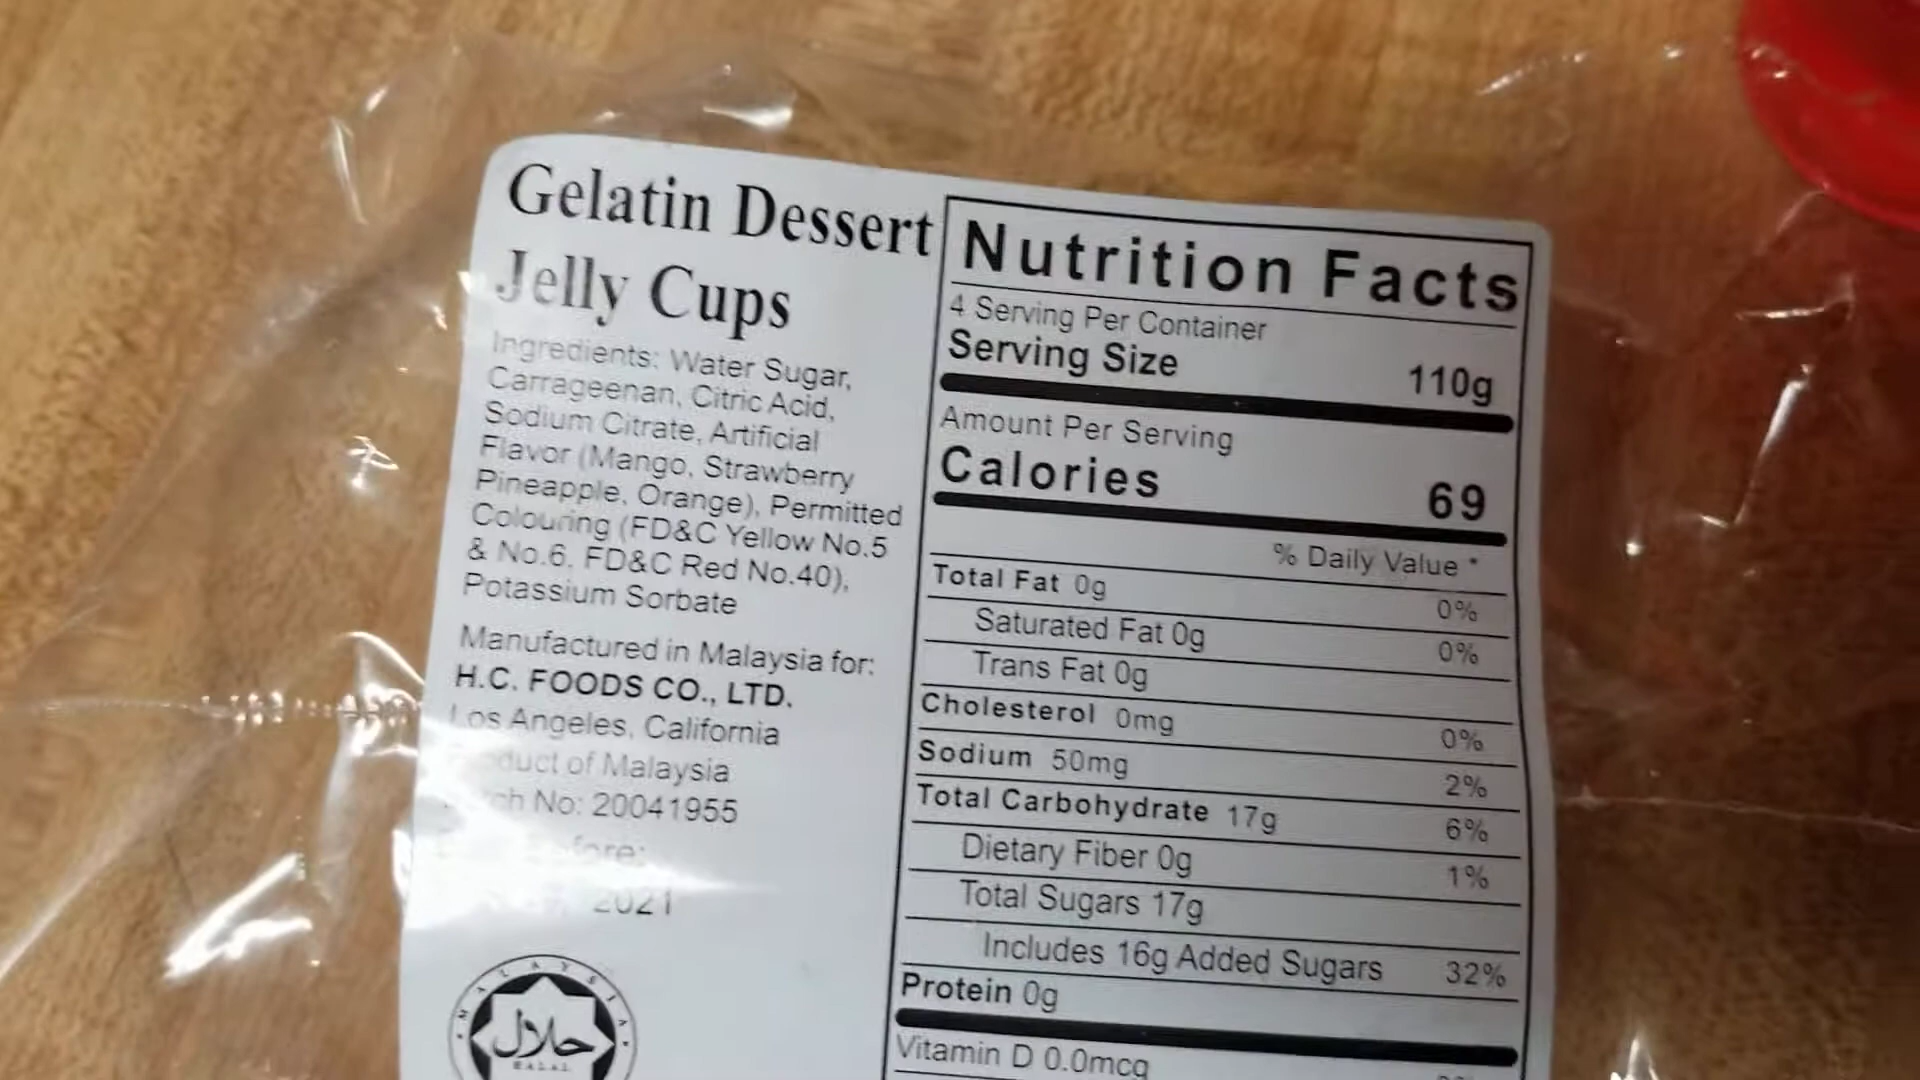 Gelatin Dessert
Jelly Cups
Ingredients: Water Sugar,
Carrageenan, Citric Acid,
Sodium Citrate, Artificial
Flavor (Mango, Strawberry
Pineapple, Orange), Permitted
Colouring (FD&C Yellow No.5
& No.6, FD&C Red No.40),
Potassium Sorbate
Manufactured in Malaysia for:
H.C. FOODS CO., LTD.
Los Angeles, California
of Malaysia
No: 20041955
2021
MALAYSIA
حلال
HALAL
Nutrition Facts
4 Serving Per Container
Serving Size 110g
Amount Per Serving
Calories 69
% Daily Value *
Total Fat 0g 0%
Saturated Fat 0g 0%
Trans Fat 0g
Cholesterol 0mg 0%
Sodium 50mg 2%
Total Carbohydrate 17g 6%
Dietary Fiber 0g 1%
Total Sugars 17g
Includes 16g Added Sugars 32%
Protein 0g
Vitamin D 0.0mcg